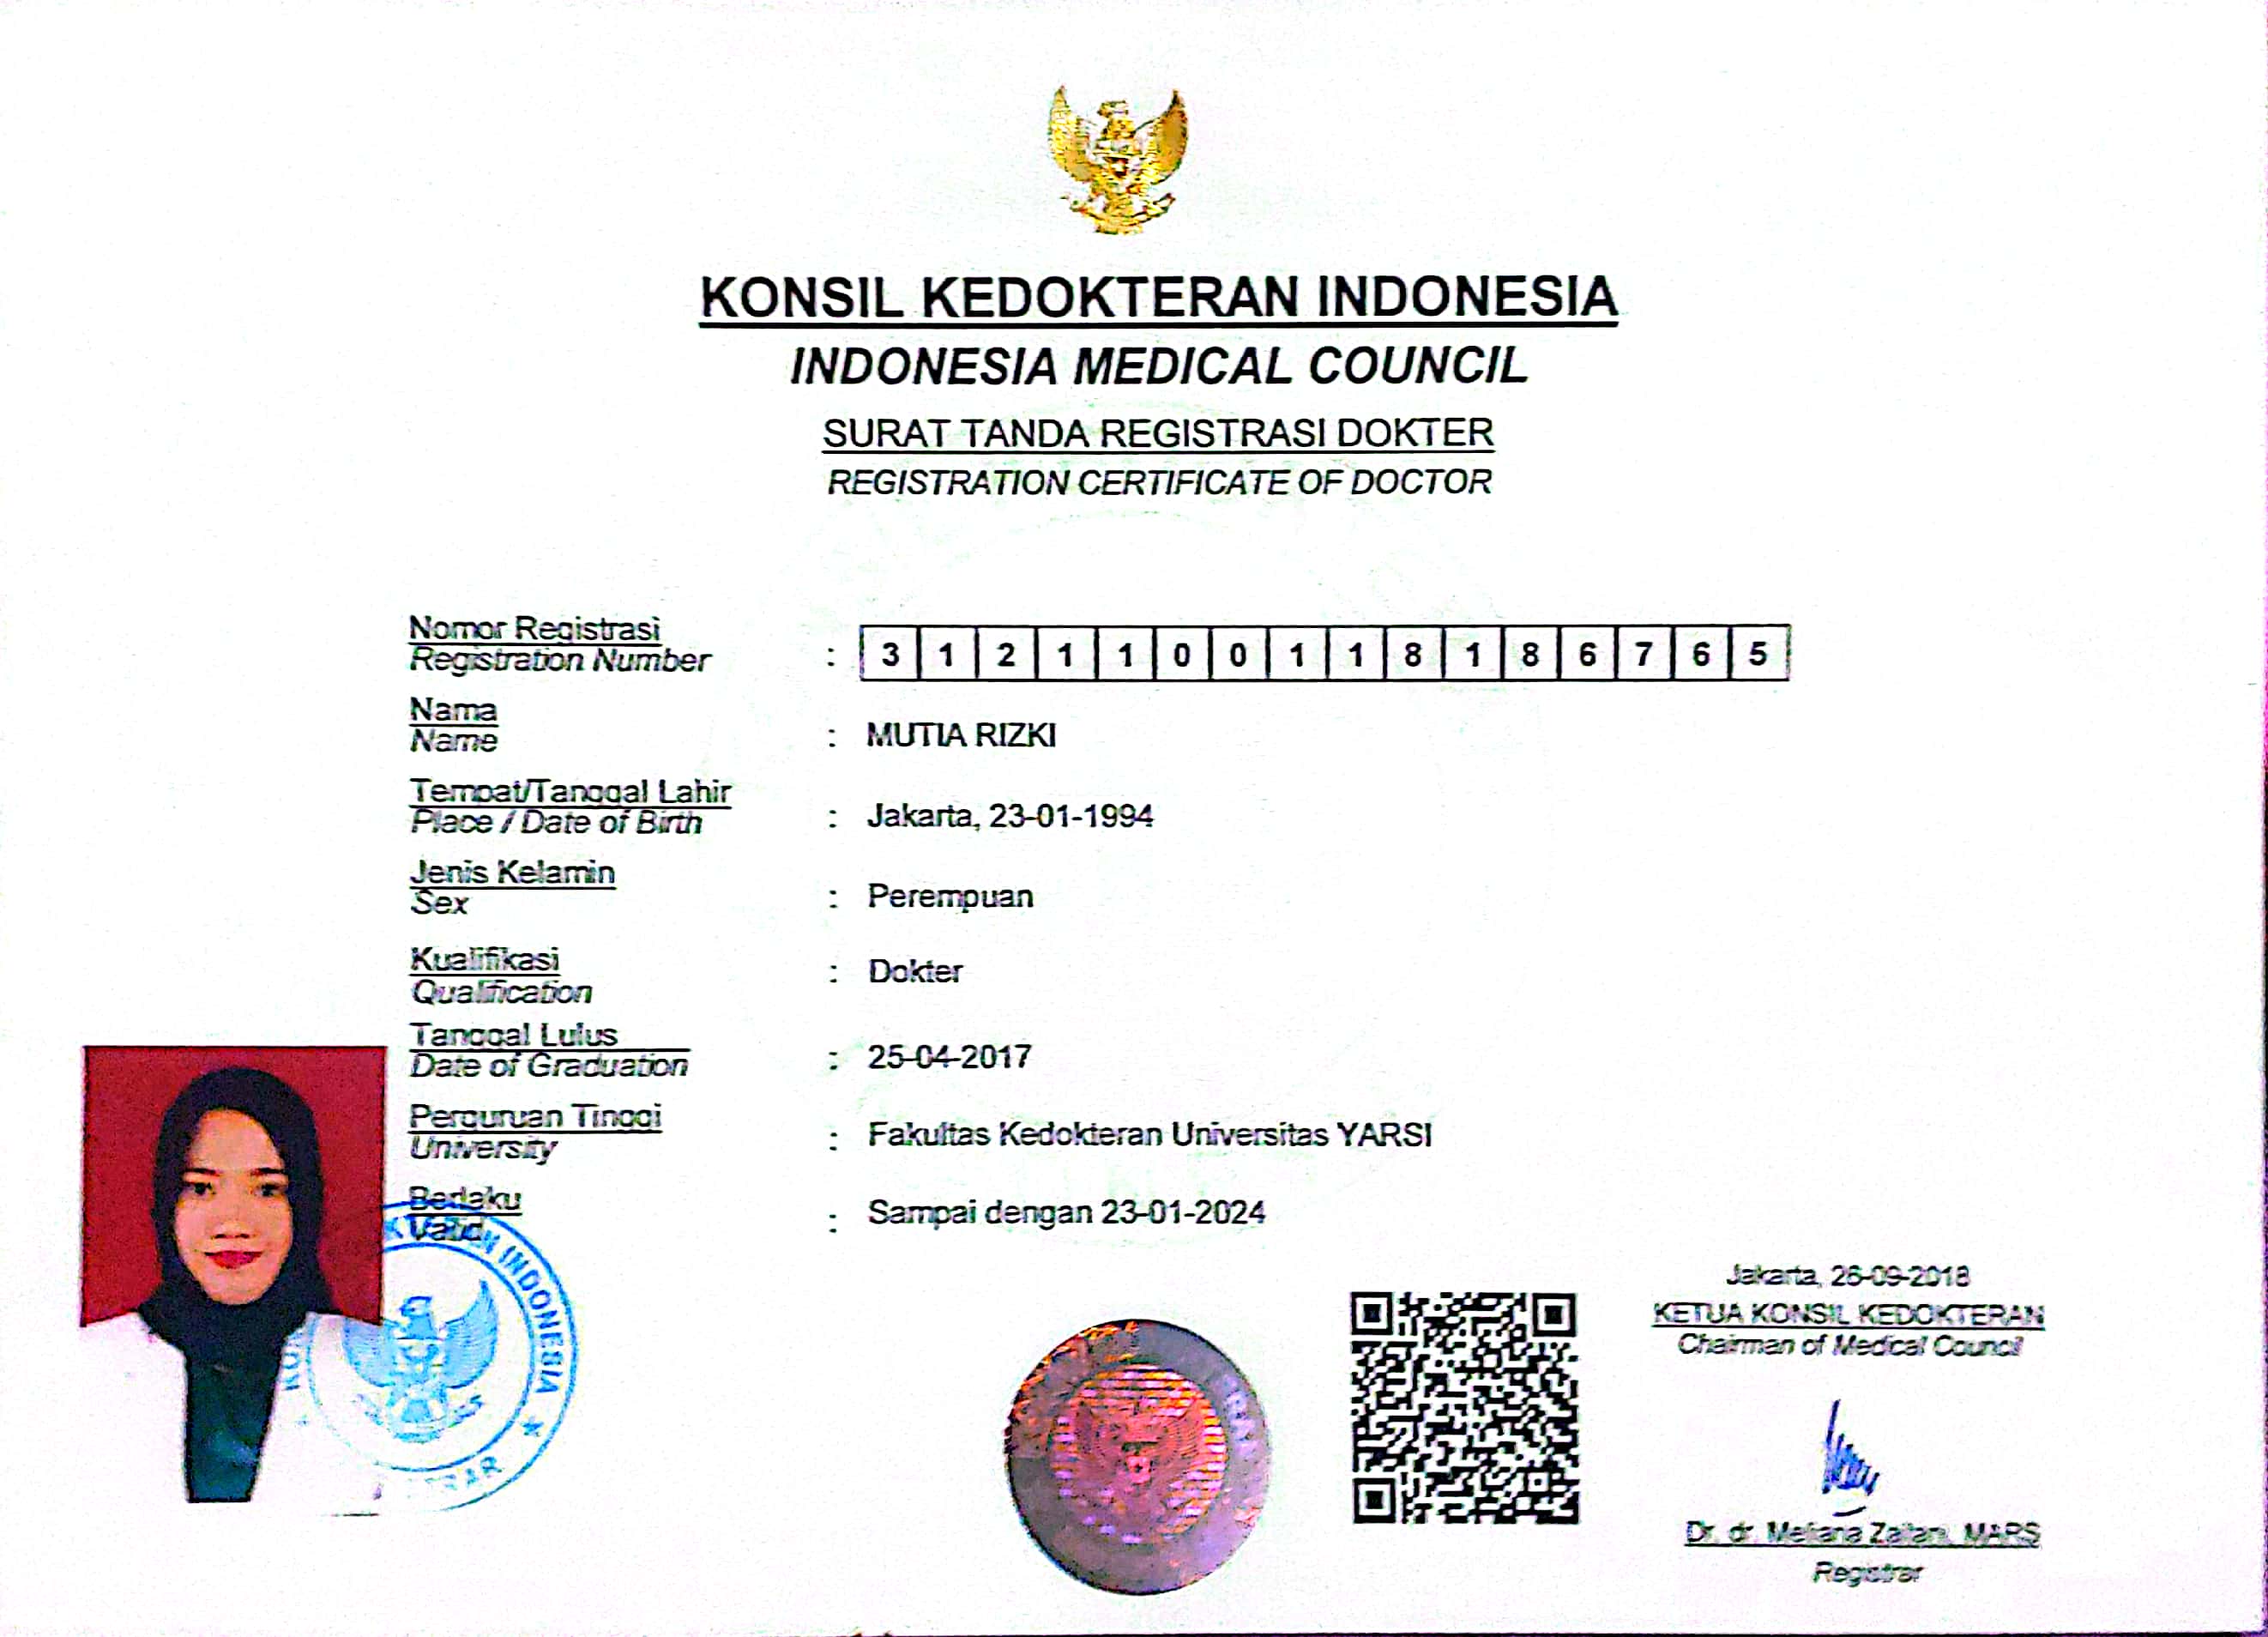 KONSIL KEDOKTERAN INDONESIA
INDONESIA MEDICAL COUNCIL
SURAT TANDA REGISTRASI DOKTER
REGISTRATION CERTIFICATE OF DOCTOR
Nomor Registrasi
Registration Number : 3 1 2 1 1 0 0 1 1 8 1 8 6 7 6 5
Nama
Name : MUTIA RIZKI
Tempat/Tanggal Lahir
Place / Date of Birth : Jakarta, 23-01-1994
Jenis Kelamin
Sex : Perempuan
Kualifikasi
Qualification : Dokter
Tanggal Lulus
Date of Graduation : 25-04-2017
Perguruan Tinggi
University : Fakultas Kedokteran Universitas YARSI
Berlaku
Valid : Sampai dengan 23-01-2024
INDONESIA
Jakarta, 26-09-2018
KETUA KONSIL KEDOKTERAN
Chairman of Medical Council
Dr. dr. Meliana Zailani, MARS
Registrar